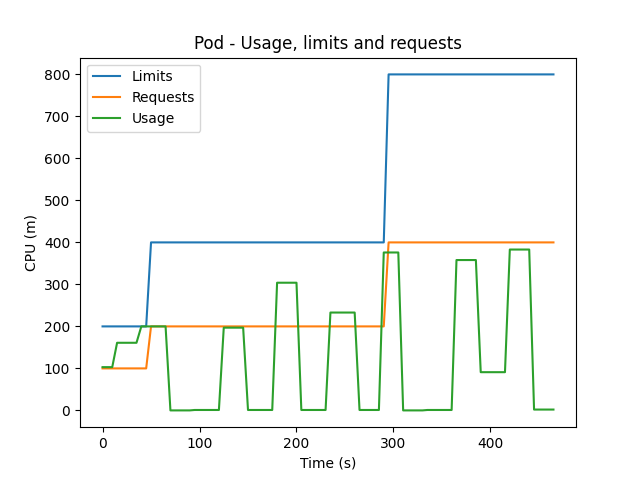 Pod - Usage, limits and requests
Limits
Requests
Usage
CPU (m)
800
700
600
500
400
300
200
100
0
0 100 200 300 400
Time (s)